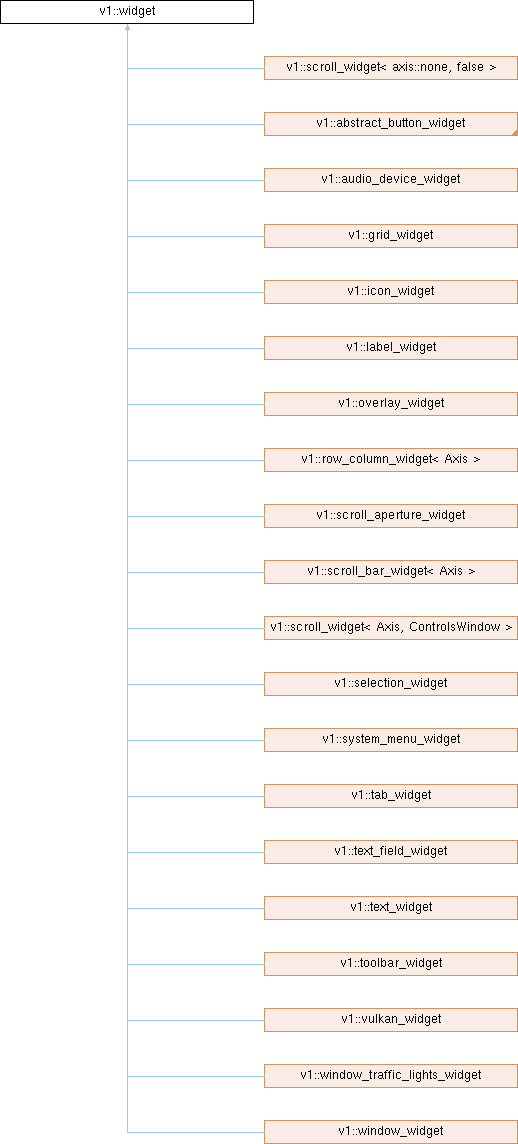 v1::widget
v1::scroll_widget< axis::none, false >
v1::abstract_button_widget
v1::audio_device_widget
v1::grid_widget
v1::icon_widget
v1::label_widget
v1::overlay_widget
v1::row_column_widget< Axis >
v1::scroll_aperture_widget
v1::scroll_bar_widget< Axis >
v1::scroll_widget< Axis, ControlsWindow >
v1::selection_widget
v1::system_menu_widget
v1::tab_widget
v1::text_field_widget
v1::text_widget
v1::toolbar_widget
v1::vulkan_widget
v1::window_traffic_lights_widget
v1::window_widget